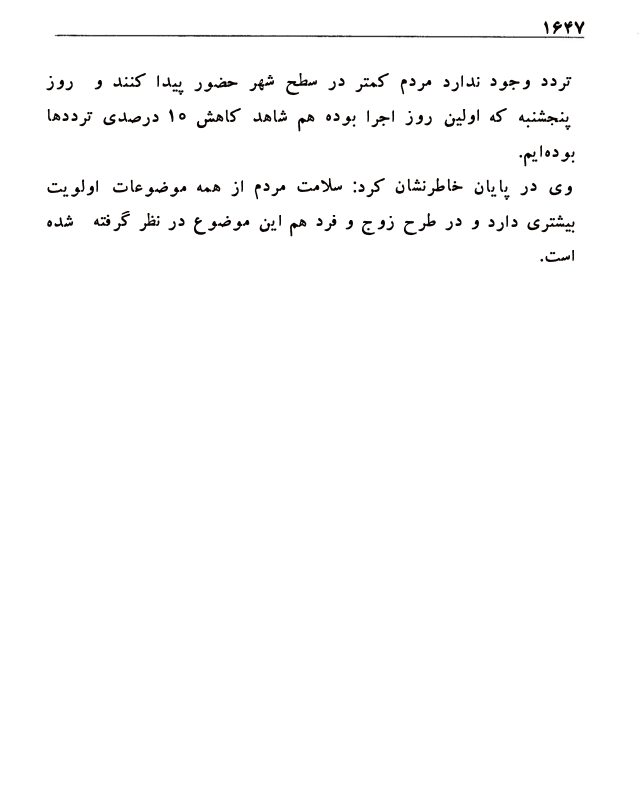 ۱۶۴۷
تردد وجود ندارد مردم کمتر در سطح شهر حضور پیدا کنند و روز
پنجشنبه که اولین روز اجرا بوده هم شاهد کاهش ۱۰ درصدی ترددها
بوده‌ایم.
وی در پایان خاطرنشان کرد: سلامت مردم از همه موضوعات اولویت
بیشتری دارد و در طرح زوج و فرد هم این موضوع در نظر گرفته شده
است.